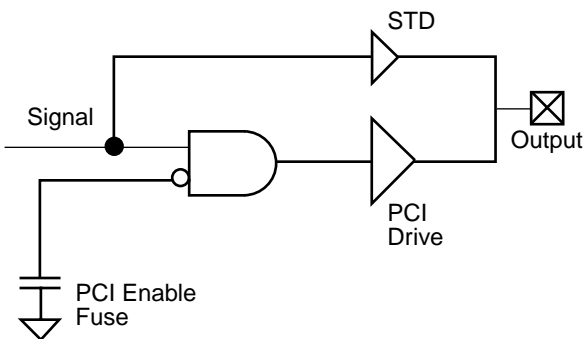 STD
Signal
Output
PCI
Drive
PCI Enable
Fuse